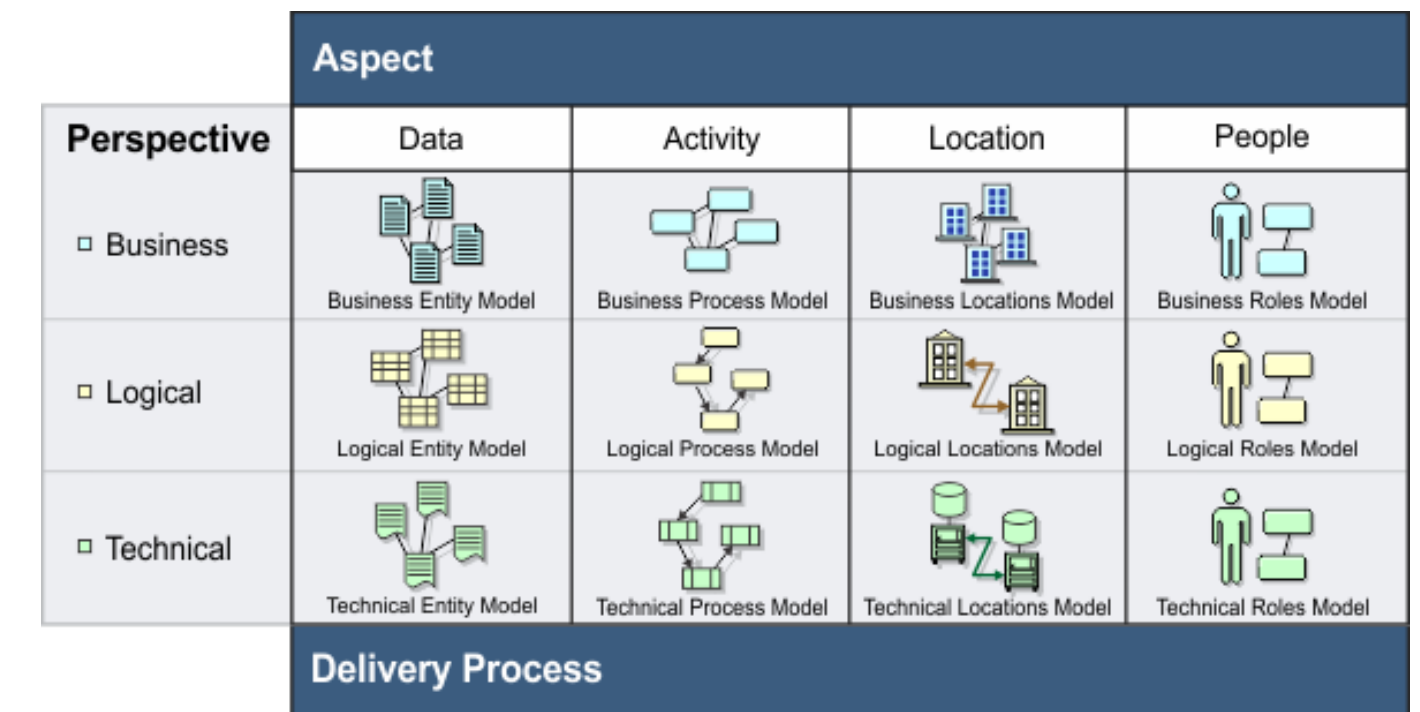 Aspect
Perspective
Data
Activity
Location
People
Business
Business Entity Model
Business Process Model
Business Locations Model
Business Roles Model
Logical
Logical Entity Model
Logical Process Model
Logical Locations Model
Logical Roles Model
Technical
Technical Entity Model
Technical Process Model
Technical Locations Model
Technical Roles Model
Delivery Process